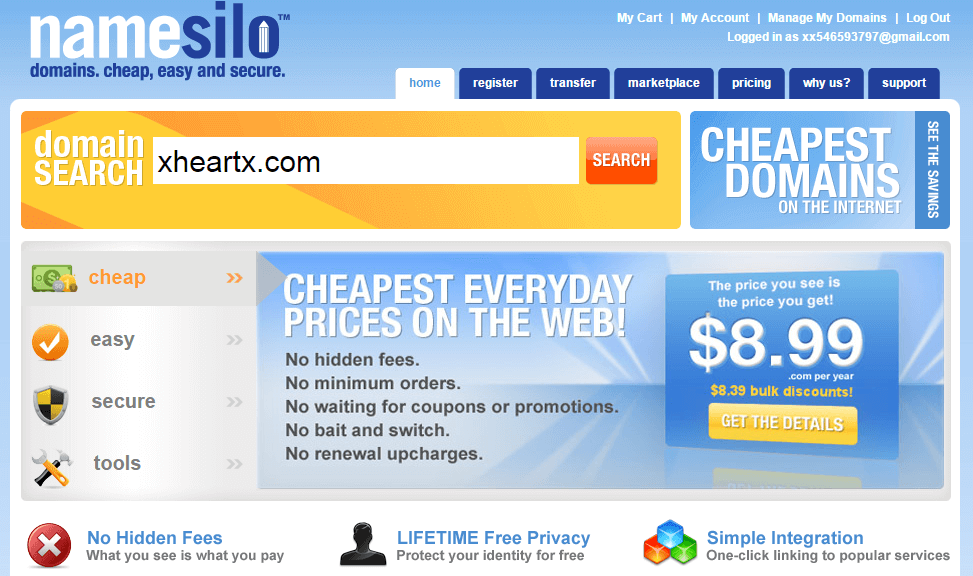 namesilo™
domains. cheap, easy and secure.
My Cart | My Account | Manage My Domains | Log Out
Logged in as xx546593797@gmail.com
home register transfer marketplace pricing why us? support
domain
SEARCH
xheartx.com
SEARCH
CHEAPEST
DOMAINS
ON THE INTERNET
SEE THE SAVINGS
cheap
easy
secure
tools
CHEAPEST EVERYDAY
PRICES ON THE WEB!
No hidden fees.
No minimum orders.
No waiting for coupons or promotions.
No bait and switch.
No renewal upcharges.
The price you see is
the price you get!
$8.99
.com per year
$8.39 bulk discounts!
GET THE DETAILS
No Hidden Fees
What you see is what you pay
LIFETIME Free Privacy
Protect your identity for free
Simple Integration
One-click linking to popular services